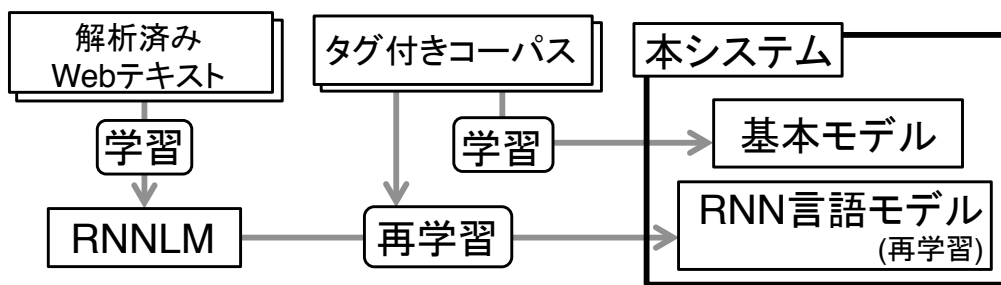 解析済み
Webテキスト
タグ付きコーパス
本システム
学習
学習
基本モデル
RNNLM
再学習
RNN言語モデル
(再学習)